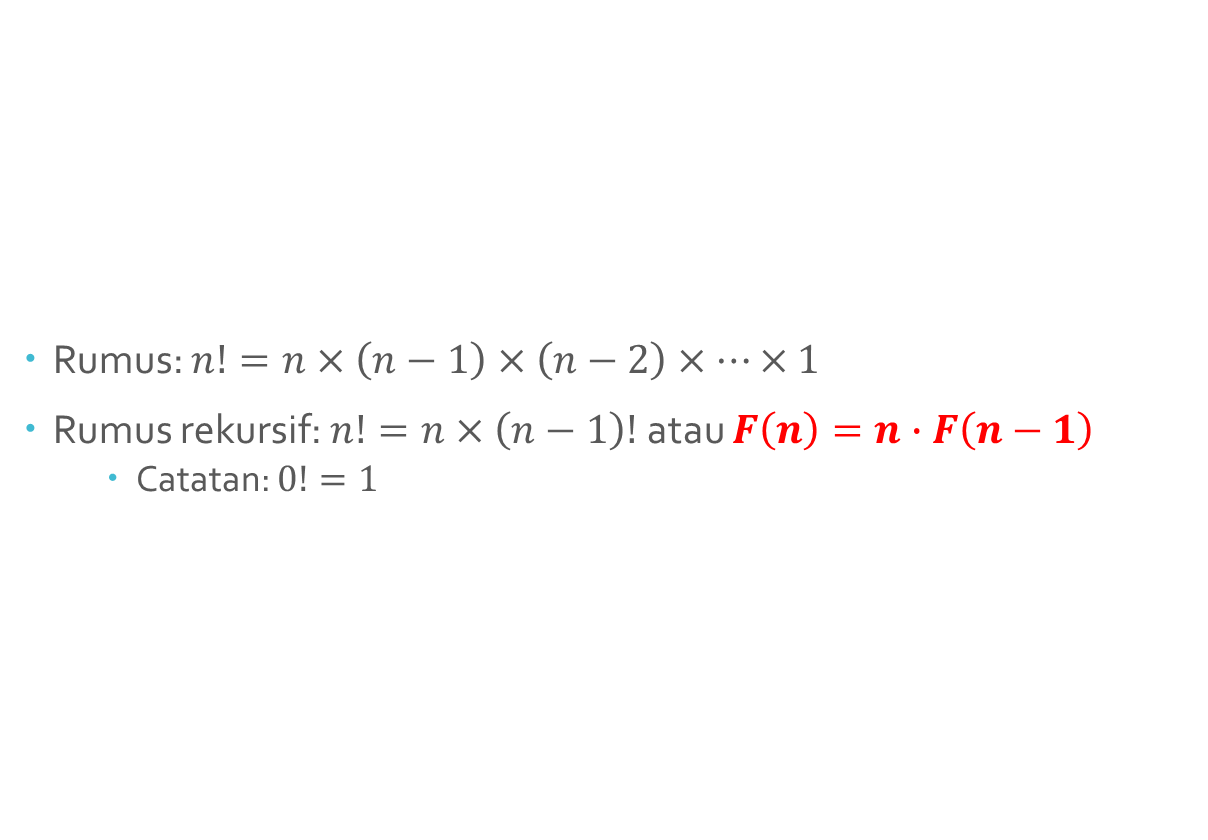 • Rumus: 𝑛! = 𝑛 × (𝑛 − 1) × (𝑛 − 2) × ⋯ × 1
• Rumus rekursif: 𝑛! = 𝑛 × (𝑛 − 1)! atau 𝑭(𝒏) = 𝒏 ∙ 𝑭(𝒏 − 𝟏)
• Catatan: 0! = 1